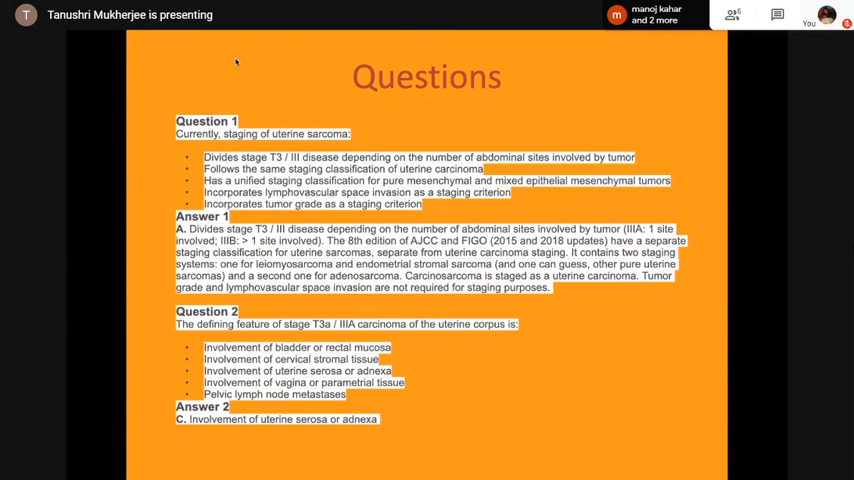 T Tanushri Mukherjee is presenting
m manoj kahar
and 2 more
6
You
Questions
Question 1
Currently, staging of uterine sarcoma:
• Divides stage T3 / III disease depending on the number of abdominal sites involved by tumor
• Follows the same staging classification of uterine carcinoma
• Has a unified staging classification for pure mesenchymal and mixed epithelial mesenchymal tumors
• Incorporates lymphovascular space invasion as a staging criterion
• Incorporates tumor grade as a staging criterion
Answer 1
A. Divides stage T3 / III disease depending on the number of abdominal sites involved by tumor (IIIA: 1 site
involved; IIIB: > 1 site involved). The 8th edition of AJCC and FIGO (2015 and 2018 updates) have a separate
staging classification for uterine sarcomas, separate from uterine carcinoma staging. It contains two staging
systems: one for leiomyosarcoma and endometrial stromal sarcoma (and one can guess, other pure uterine
sarcomas) and a second one for adenosarcoma. Carcinosarcoma is staged as a uterine carcinoma. Tumor
grade and lymphovascular space invasion are not required for staging purposes.
Question 2
The defining feature of stage T3a / IIIA carcinoma of the uterine corpus is:
• Involvement of bladder or rectal mucosa
• Involvement of cervical stromal tissue
• Involvement of uterine serosa or adnexa
• Involvement of vagina or parametrial tissue
• Pelvic lymph node metastases
Answer 2
C. Involvement of uterine serosa or adnexa